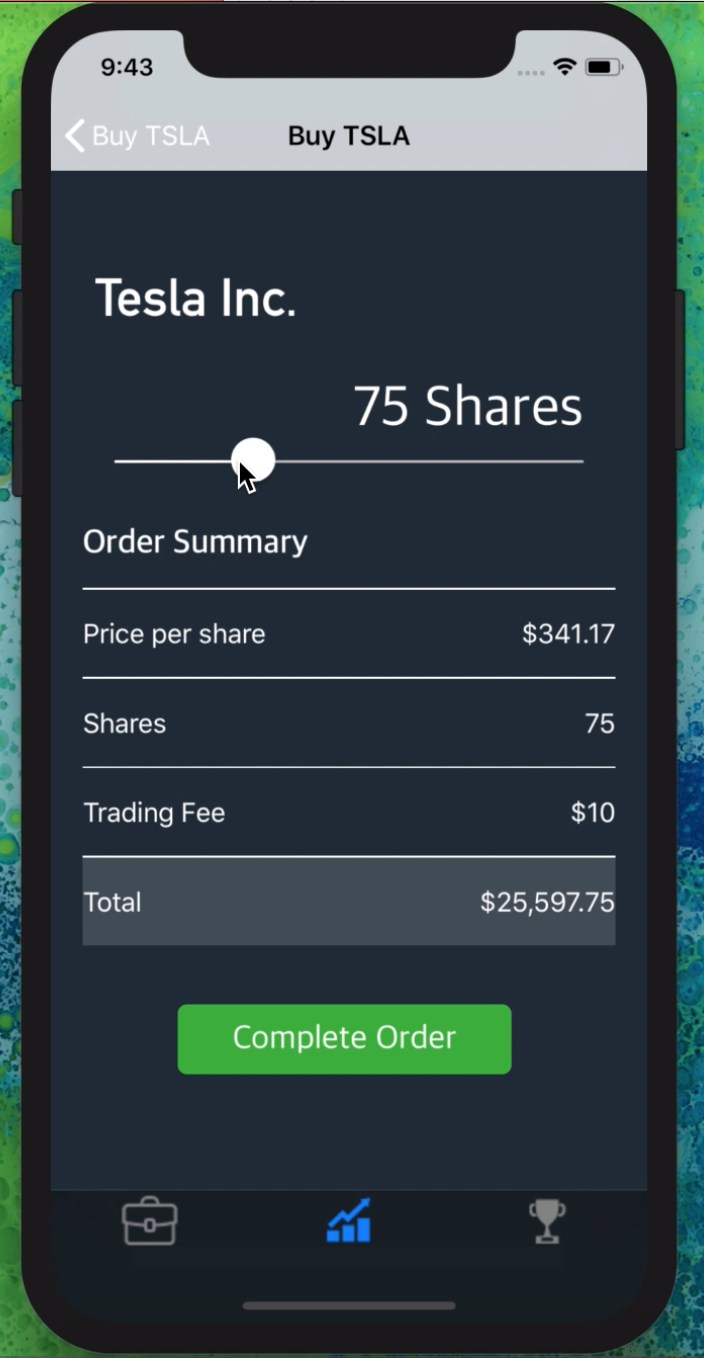 9:43
Buy TSLA Buy TSLA
Tesla Inc.
75 Shares
Order Summary
Price per share $341.17
Shares 75
Trading Fee $10
Total $25,597.75
Complete Order